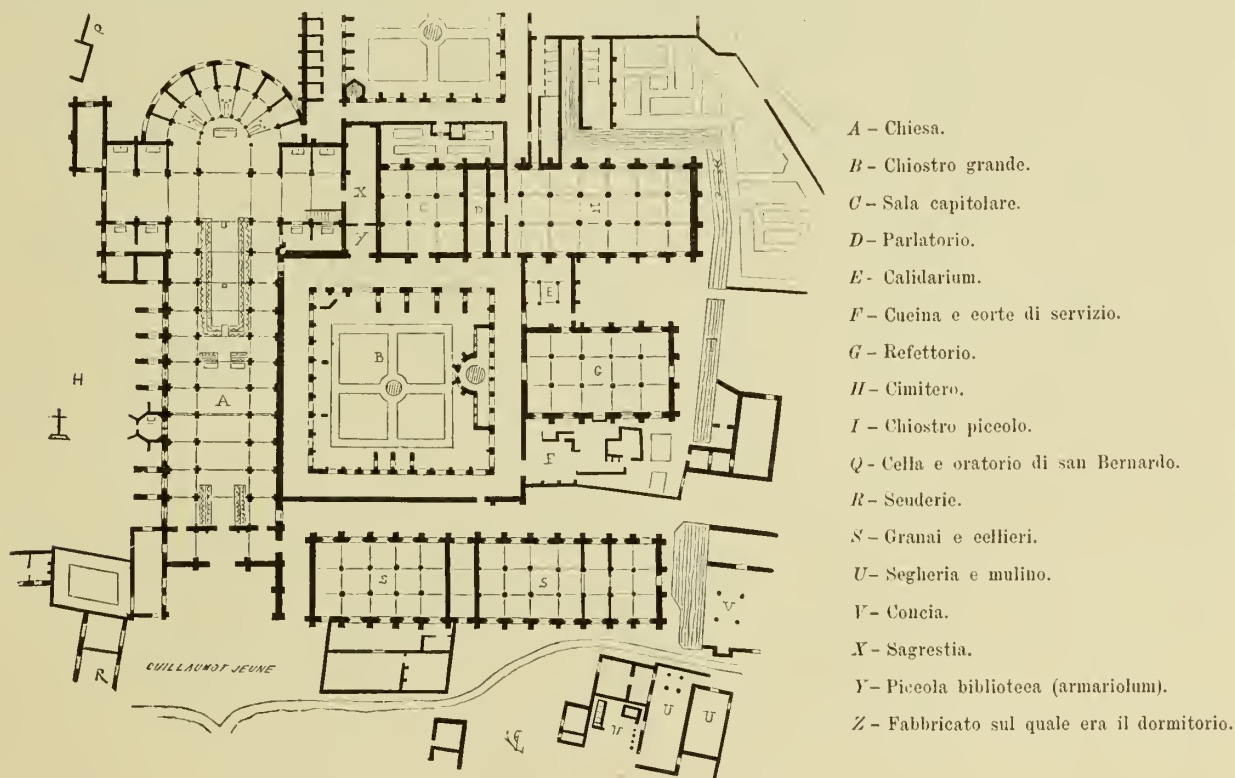 Q
X
C
D
Y
E
B
G
H
A
F
S
S
V
R
GUILLAUMOT JEUNE
U
U
A – Chiesa.
B – Chiostro grande.
C – Sala capitolare.
D – Parlatorio.
E – Calidarium.
F – Cucina e corte di servizio.
G – Refettorio.
H – Cimitero.
I – Chiostro piccolo.
Q – Cella e oratorio di san Bernardo.
R – Scuderie.
S – Granai e cellieri.
U – Segheria e mulino.
V – Concia.
X – Sagrestia.
Y – Piccola biblioteca (armariolum).
Z – Fabbricato sul quale era il dormitorio.